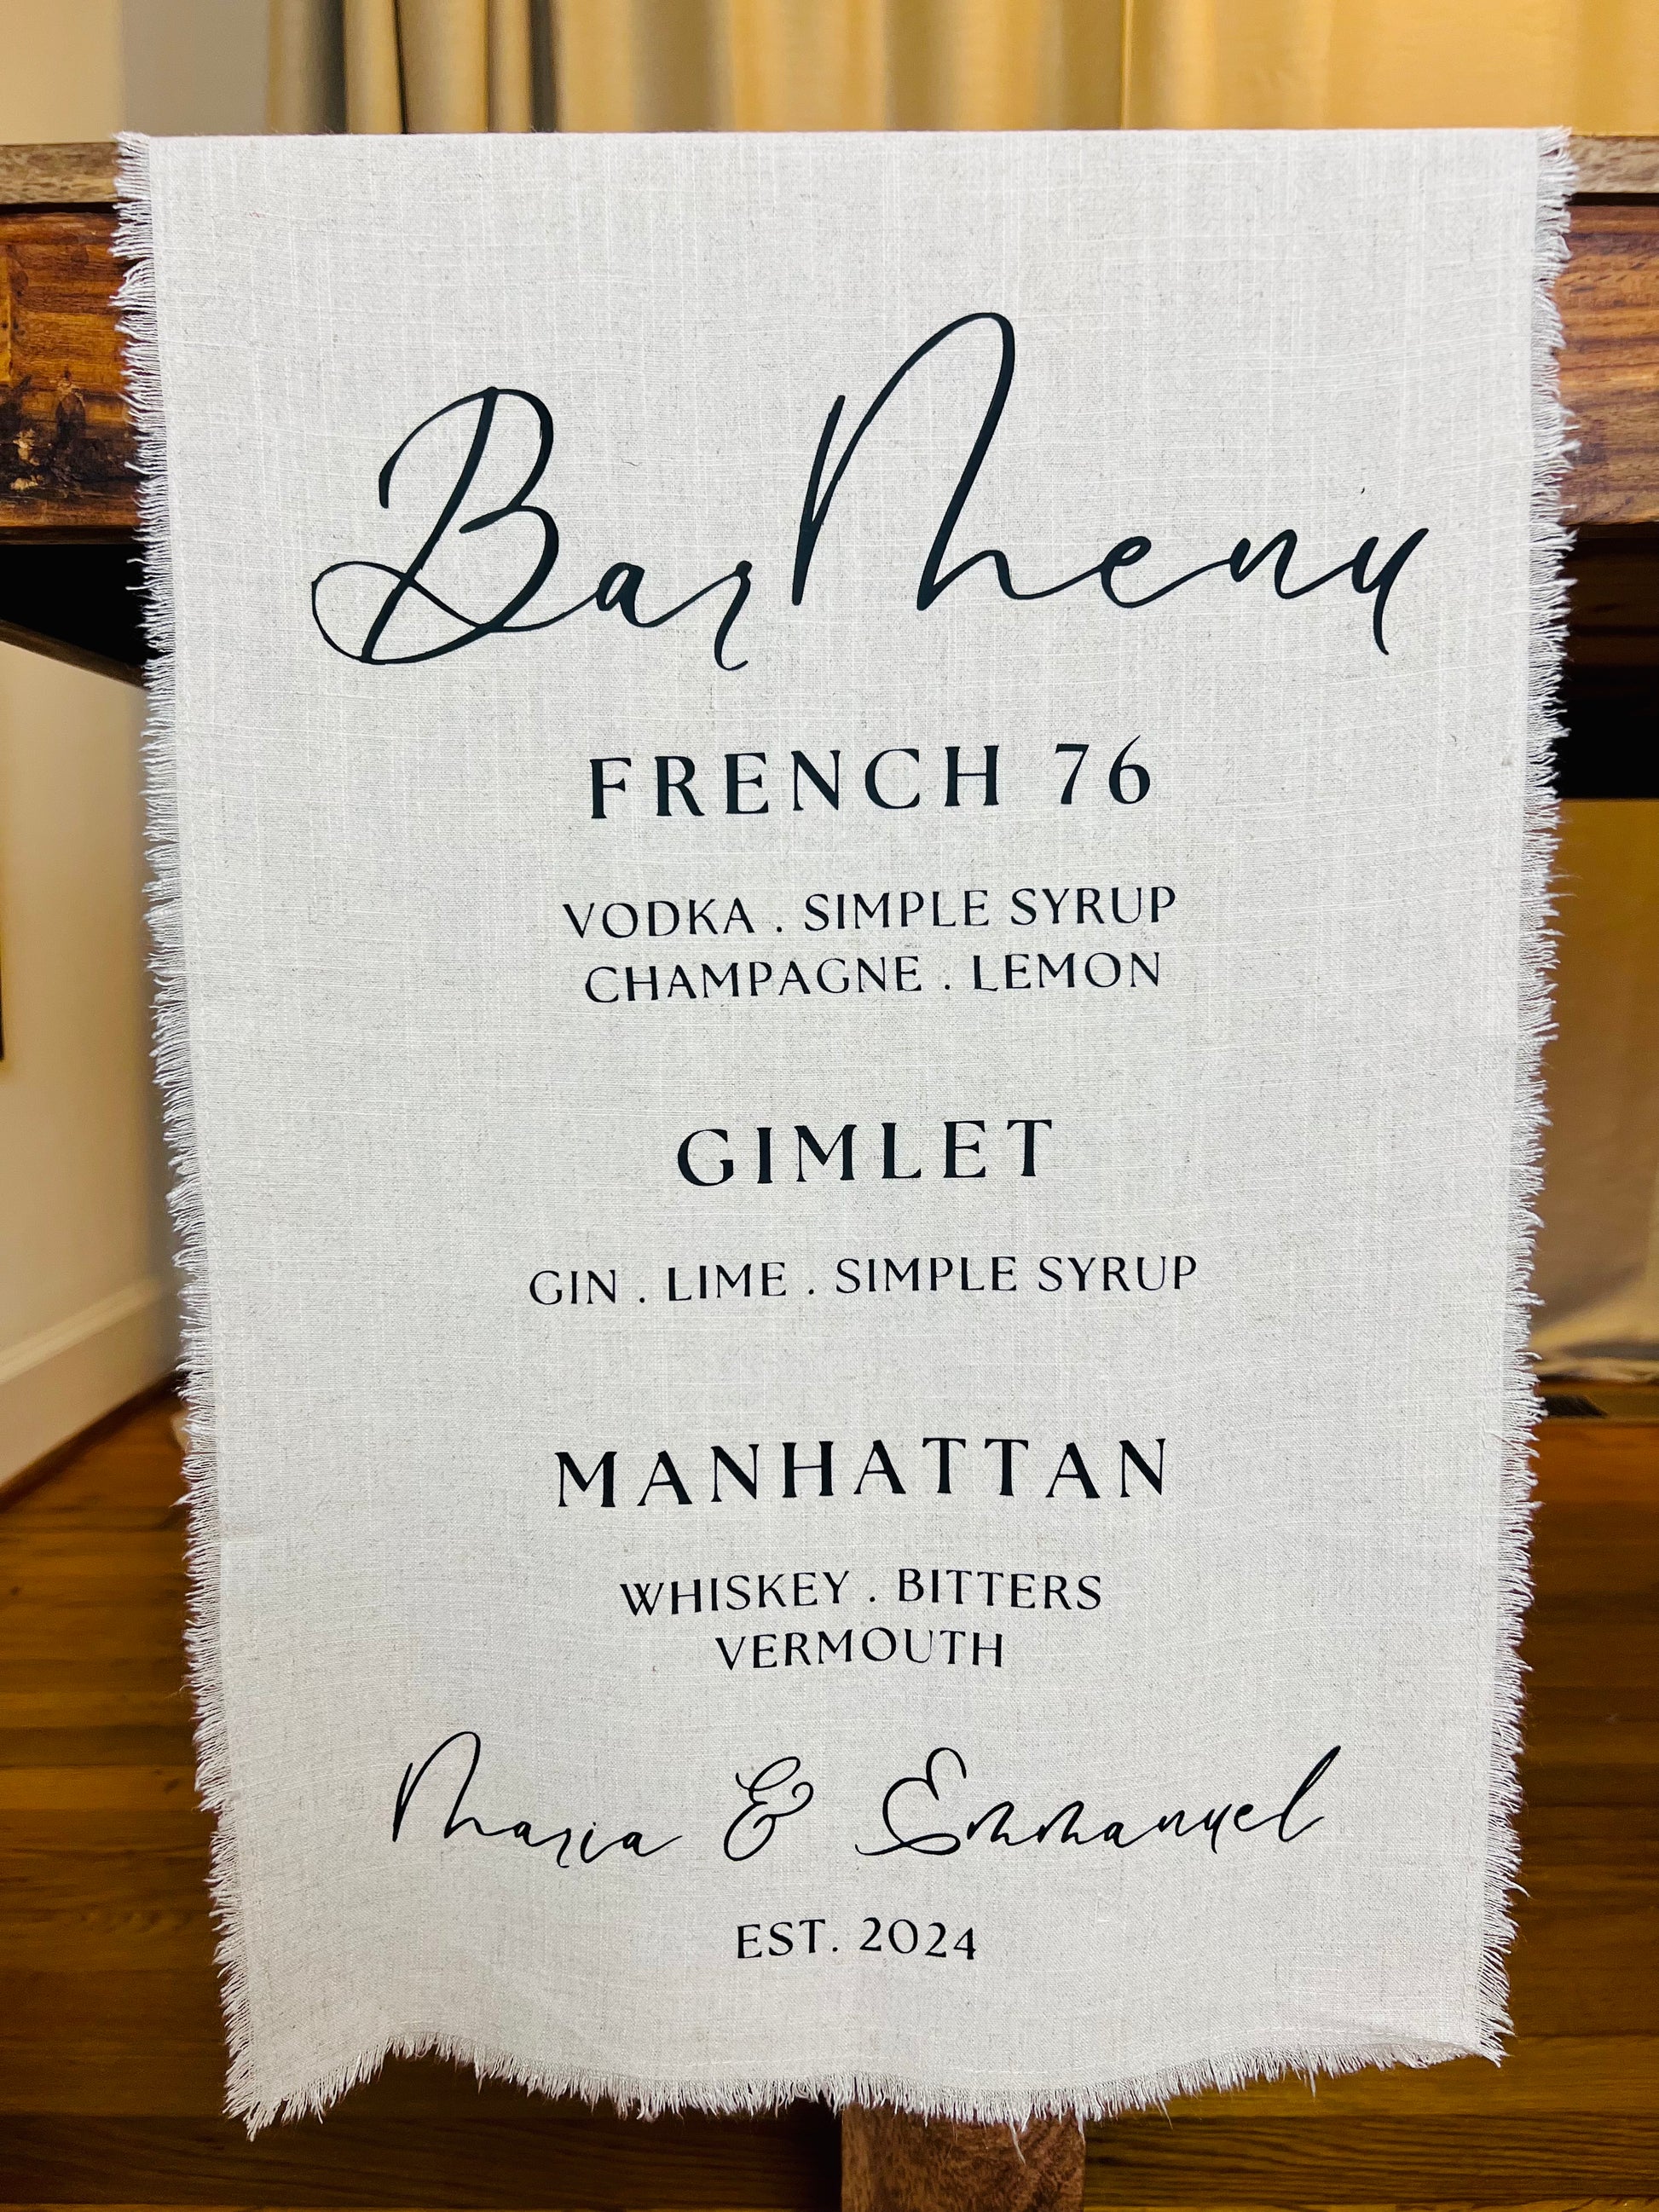 Bar Menu
FRENCH 76
VODKA . SIMPLE SYRUP
CHAMPAGNE . LEMON
GIMLET
GIN . LIME . SIMPLE SYRUP
MANHATTAN
WHISKEY . BITTERS
VERMOUTH
Maria & Emmanuel
EST. 2024